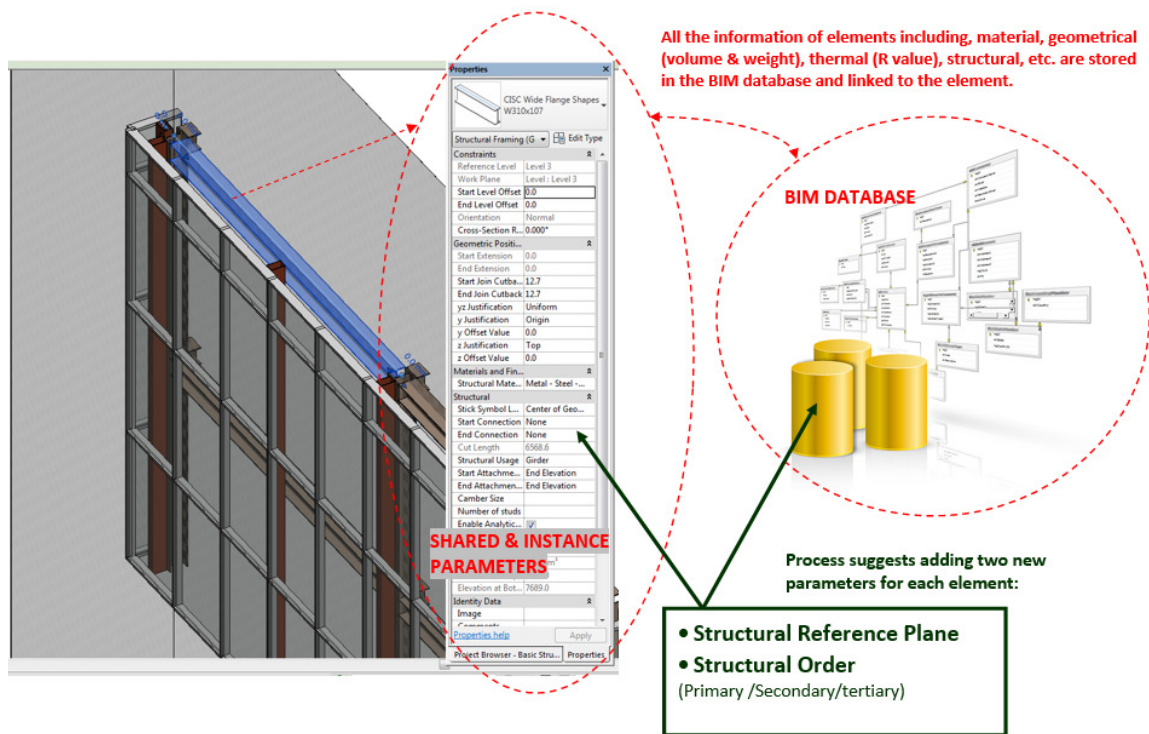 All the information of elements including, material, geometrical
(volume & weight), thermal (R value), structural, etc. are stored
in the BIM database and linked to the element.
Properties
CISC Wide Flange Shapes
W310x107
Structural Framing (G
Edit Type
Constraints
Reference Level Level 3
Work Plane Level : Level 3
Start Level Offset 0.0
End Level Offset 0.0
Orientation Normal
Cross-Section R... 0.000°
Geometric Positi...
Start Extension 0.0
End Extension 0.0
Start Join Cutba... 12.7
End Join Cutback 12.7
yz Justification Uniform
y Justification Origin
y Offset Value 0.0
z Justification Top
z Offset Value 0.0
Materials and Fin...
Structural Mate... Metal - Steel -...
Structural
Stick Symbol L... Center of Geo...
Start Connection None
End Connection None
Cut Length 6568.6
Structural Usage Girder
Start Attachme... End Elevation
End Attachmen... End Elevation
Camber Size
Number of studs
Enable Analytic...
SHARED & INSTANCE
PARAMETERS
Elevation at Bot... 7689.0
Identity Data
Image
Properties help
Apply
Project Browser - Basic Stru...
Properties
BIM DATABASE
Process suggests adding two new
parameters for each element:
• Structural Reference Plane
• Structural Order
(Primary /Secondary/tertiary)